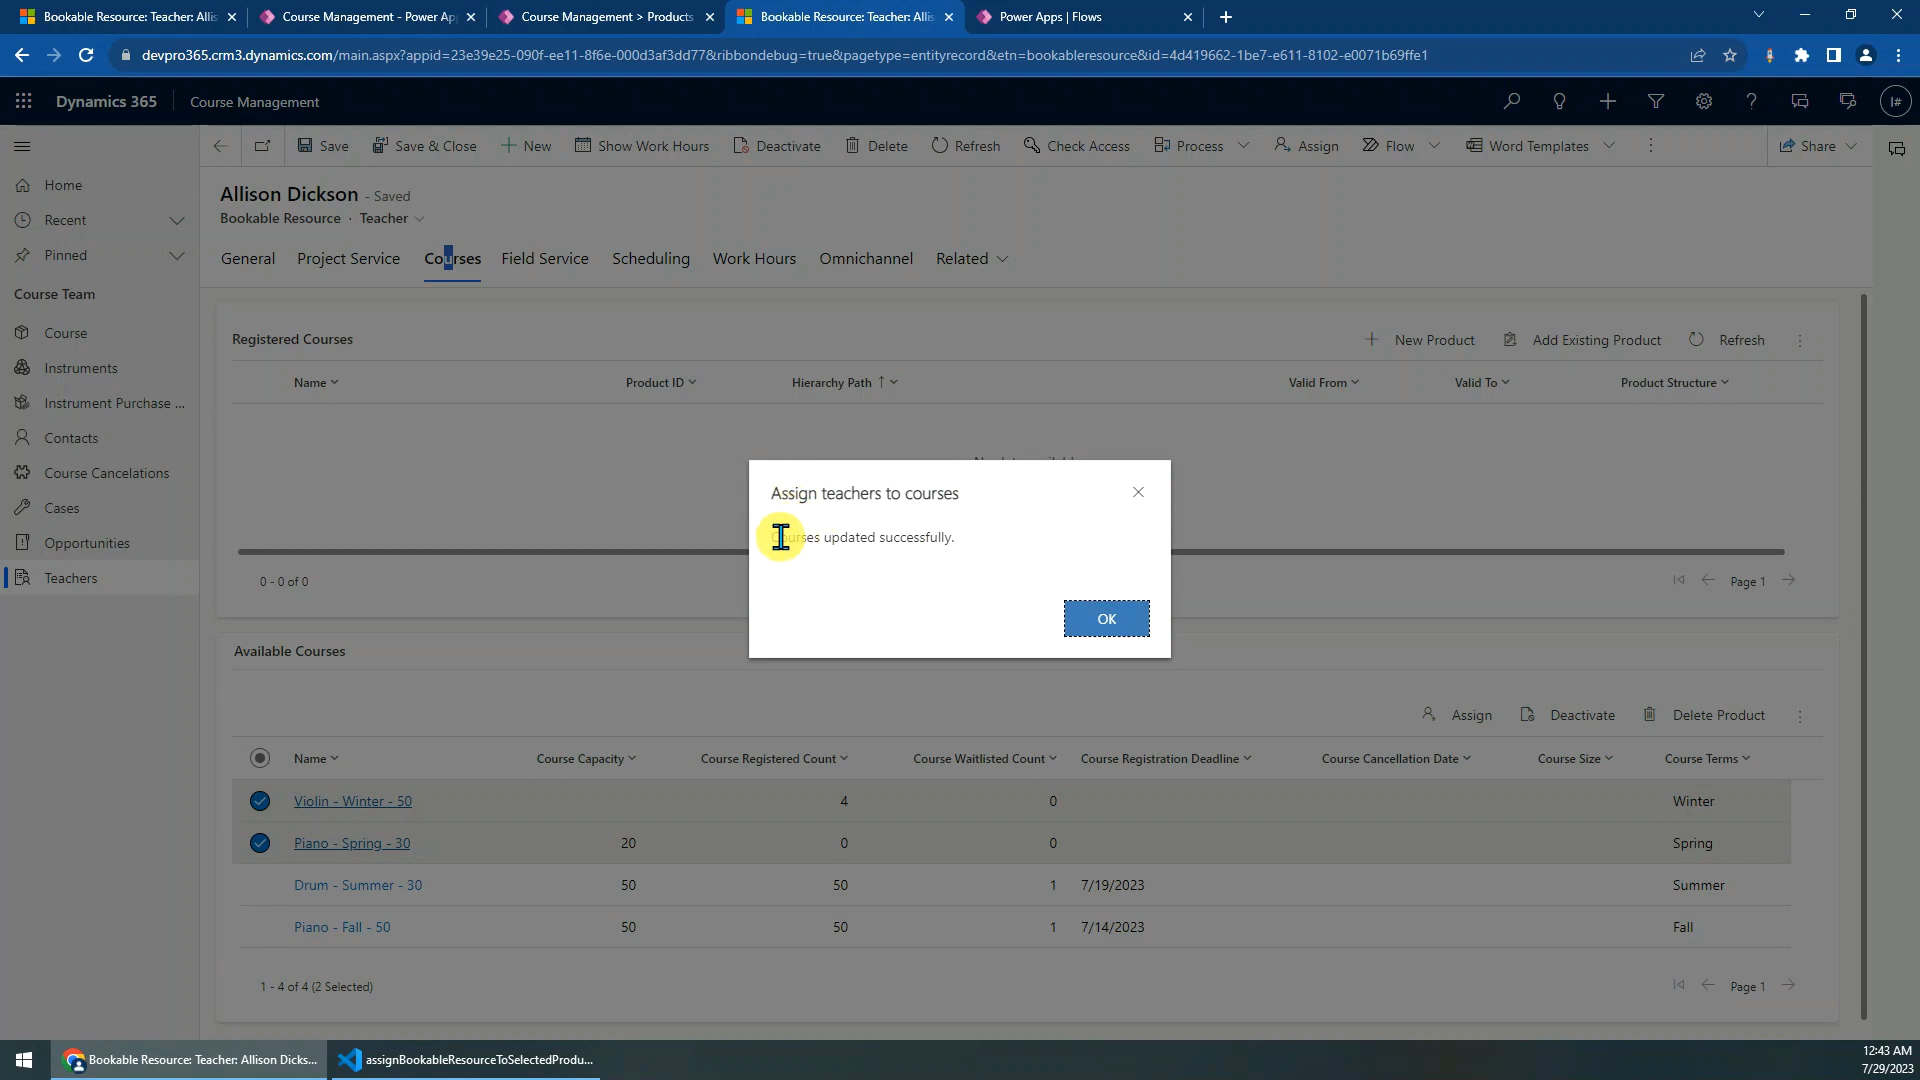 Bookable Resource: Teacher: Allis
Course Management - Power Ap
Course Management > Products
Bookable Resource: Teacher: Allis
Power Apps | Flows
devpro365.crm3.dynamics.com/main.aspx?appid=23e39e25-090f-ee11-8f6e-000d3af3dd77&ribbondebug=true&pagetype=entityrecord&etn=bookableresource&id=4d419662-1be7-e611-8102-e0071b69ffe1
Dynamics 365
Course Management
I#
Save
Save & Close
New
Show Work Hours
Deactivate
Delete
Refresh
Check Access
Process
Assign
Flow
Word Templates
Share
Home
Recent
Pinned
Course Team
Course
Instruments
Instrument Purchase ...
Contacts
Course Cancelations
Cases
Opportunities
Teachers
Allison Dickson - Saved
Bookable Resource · Teacher
General Project Service Courses Field Service Scheduling Work Hours Omnichannel Related
Registered Courses
New Product
Add Existing Product
Refresh
Name Product ID Hierarchy Path ↑ Valid From Valid To Product Structure
0 - 0 of 0
Page 1
Assign teachers to courses
Courses updated successfully.
OK
Available Courses
Assign
Deactivate
Delete Product
Name Course Capacity Course Registered Count Course Waitlisted Count Course Registration Deadline Course Cancellation Date Course Size Course Terms
Violin - Winter - 50 4 0 Winter
Piano - Spring - 30 20 0 0 Spring
Drum - Summer - 30 50 50 1 7/19/2023 Summer
Piano - Fall - 50 50 50 1 7/14/2023 Fall
1 - 4 of 4 (2 Selected)
Page 1
Bookable Resource: Teacher: Allison Dicks...
assignBookableResourceToSelectedProdu...
12:43 AM
7/29/2023